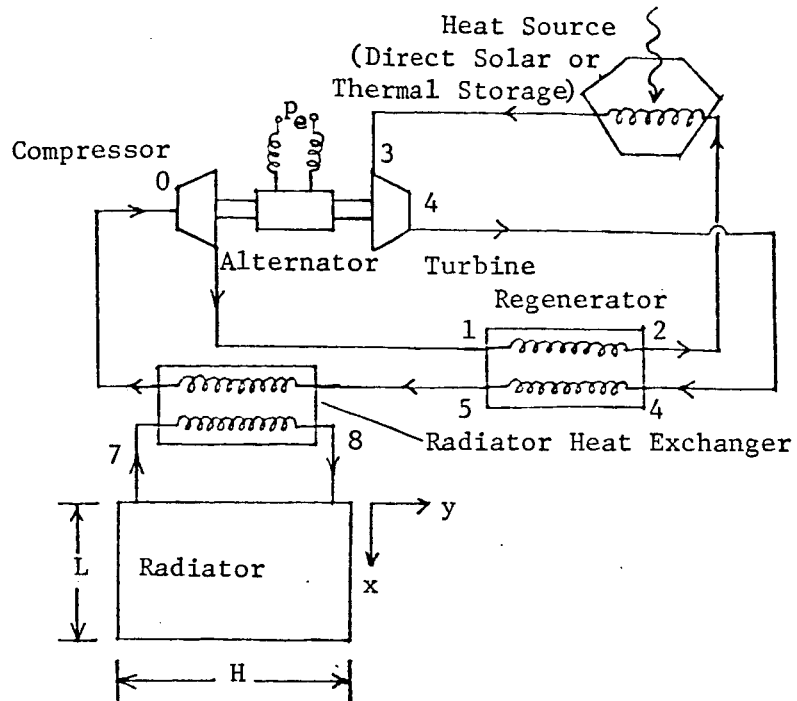 Heat Source
(Direct Solar or
Thermal Storage)
Pe
Compressor
0
3
4
Alternator
Turbine
Regenerator
1
2
5
4
Radiator Heat Exchanger
7
8
y
L
Radiator
x
H